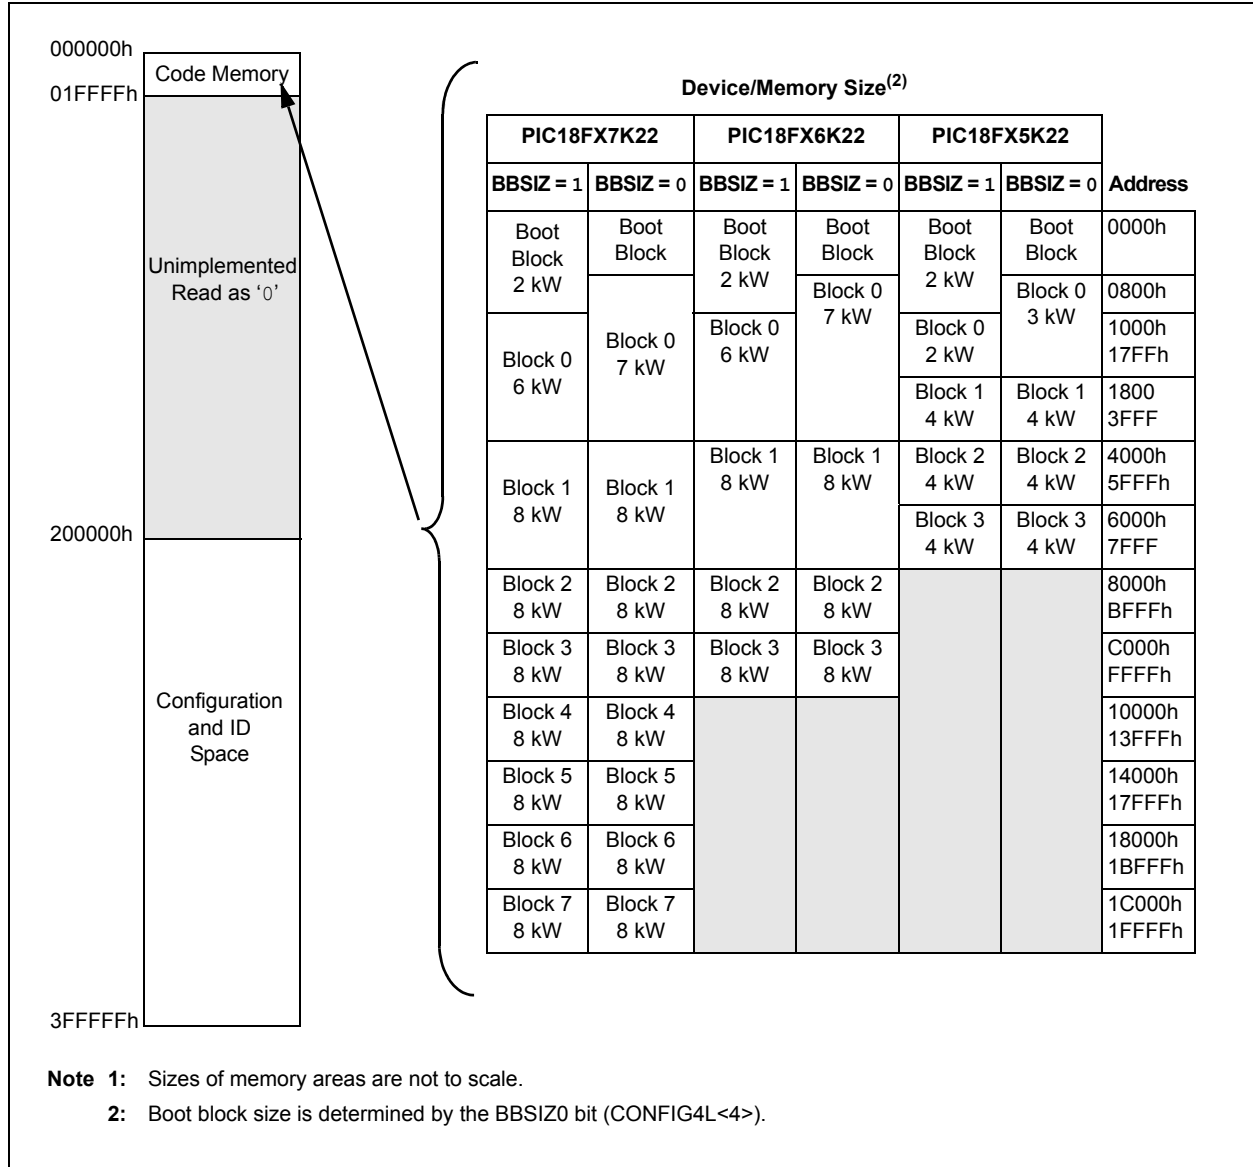 000000h
Code Memory
01FFFFh
Unimplemented
Read as ‘0’
200000h
Configuration
and ID
Space
3FFFFFh
Device/Memory Size(2)
PIC18FX7K22 PIC18FX6K22 PIC18FX5K22
BBSIZ = 1 BBSIZ = 0 BBSIZ = 1 BBSIZ = 0 BBSIZ = 1 BBSIZ = 0 Address
Boot Boot Boot Boot Boot Boot 0000h
Block Block Block Block Block Block
2 kW 2 kW Block 0 2 kW Block 0 0800h
7 kW 3 kW
Block 0 Block 0 Block 0 Block 0 1000h
6 kW 7 kW 6 kW 2 kW 17FFh
Block 1 Block 1 1800
4 kW 4 kW 3FFF
Block 1 Block 1 Block 1 Block 1 Block 2 Block 2 4000h
8 kW 8 kW 8 kW 8 kW 4 kW 4 kW 5FFFh
Block 3 Block 3 6000h
4 kW 4 kW 7FFF
Block 2 Block 2 Block 2 Block 2 8000h
8 kW 8 kW 8 kW 8 kW BFFFh
Block 3 Block 3 Block 3 Block 3 C000h
8 kW 8 kW 8 kW 8 kW FFFFh
Block 4 Block 4 10000h
8 kW 8 kW 13FFFh
Block 5 Block 5 14000h
8 kW 8 kW 17FFFh
Block 6 Block 6 18000h
8 kW 8 kW 1BFFFh
Block 7 Block 7 1C000h
8 kW 8 kW 1FFFFh
Note 1: Sizes of memory areas are not to scale.
2: Boot block size is determined by the BBSIZ0 bit (CONFIG4L<4>).